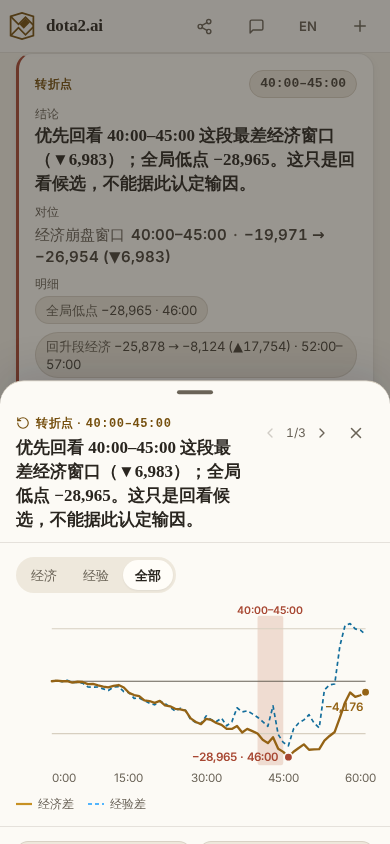 dota2.ai
EN
转折点
40:00–45:00
结论
优先回看 40:00–45:00 这段最差经济窗口
（▼6,983）；全局低点 −28,965。这只是回
看候选，不能据此认定输因。
对位
经济崩盘窗口 40:00–45:00 · −19,971 →
−26,954 (▼6,983)
明细
全局低点 −28,965 · 46:00
回升段经济 −25,878 → −8,124 (▲17,754) · 52:00–
57:00
转折点 · 40:00–45:00
1/3
优先回看 40:00–45:00 这段最
差经济窗口（▼6,983）；全局
低点 −28,965。这只是回看候
选，不能据此认定输因。
经济
经验
全部
40:00–45:00
−4,176
−28,965 · 46:00
0:00
15:00
30:00
45:00
60:00
经济差
经验差